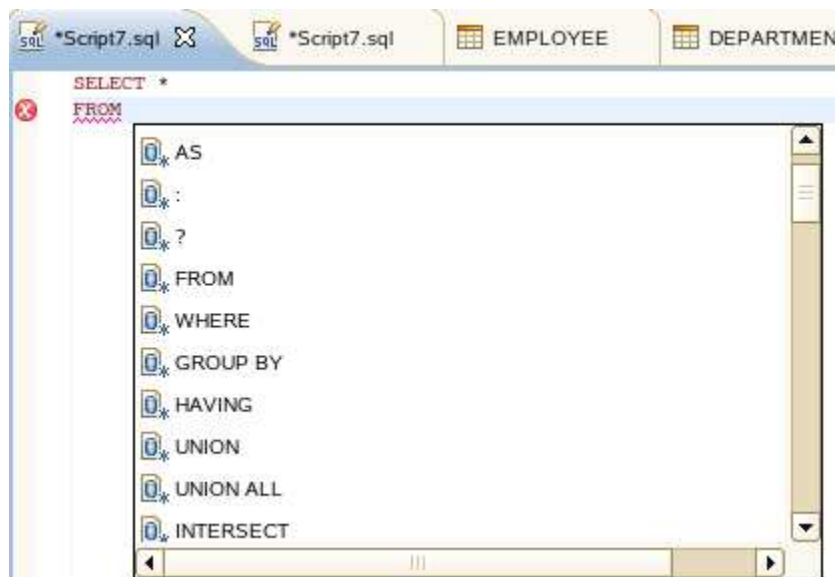 *Script7.sql *Script7.sql EMPLOYEE DEPARTMEN
SELECT *
FROM
AS
:
?
FROM
WHERE
GROUP BY
HAVING
UNION
UNION ALL
INTERSECT